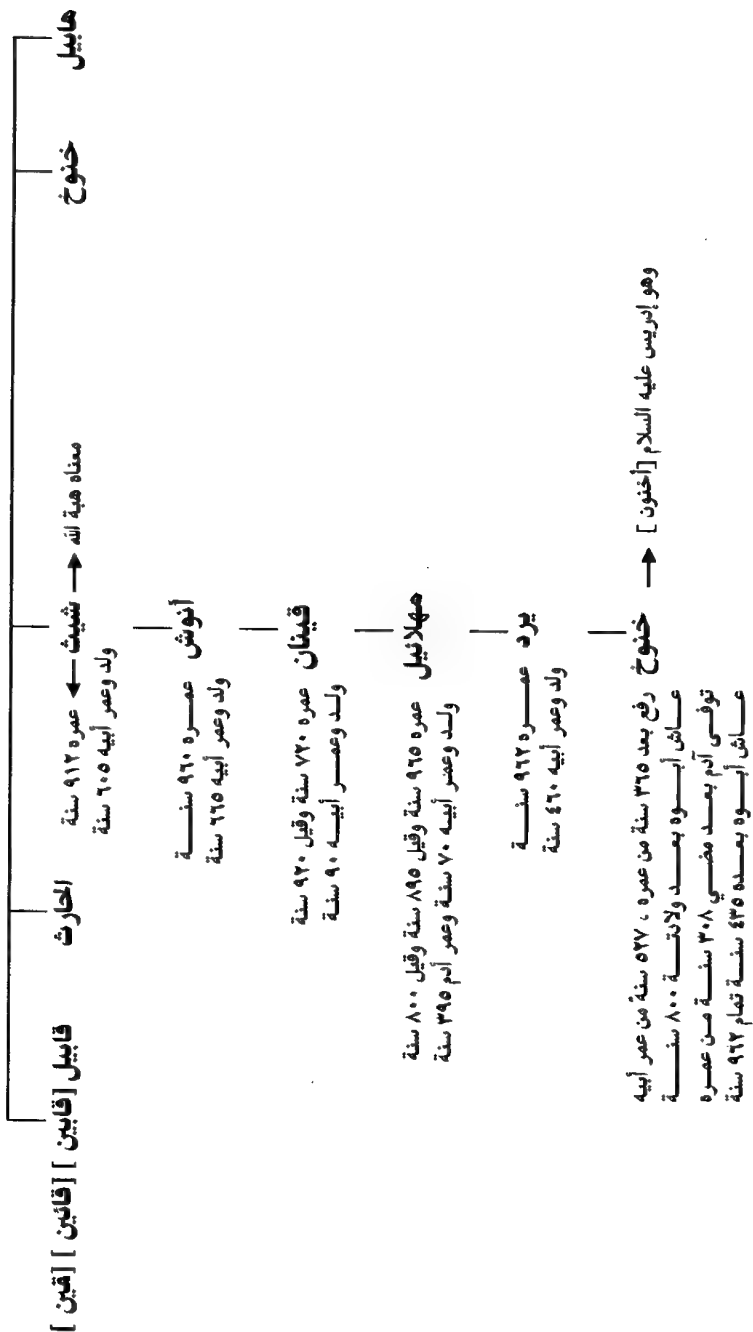 هابيل
خنوخ
معناه هبة الله ← شيث → عمره ٩١٢ سنة
ولد وعمر أبيه ٦٠٥ سنة
الحارث
قابيل [قابين] [قائين] [قين]
أنوش عمره ٩٦٠ سنة
ولد وعمر أبيه ٦٦٥ سنة
قينان عمره ٧٢٠ سنة وقيل ٩٢٠ سنة
ولد وعمر أبيه ٩٠ سنة
مهلائيل عمره ٩٦٥ سنة وقيل ٨٩٥ سنة وقيل ٨٠٠ سنة
ولد وعمر أبيه ٧٠ سنة وعمر أدم ٣٩٥ سنة
يرد عمره ٩٦٢ سنة
ولد وعمر أبيه ٤٦٠ سنة
وهو إدريس عليه السلام [أخنون] ← خنوخ رفع بعد ٣٦٥ سنة من عمره ، ٥٢٧ سنة من عمر أبيه
عاش أبوه بعد ولادته ٨٠٠ سنة
توفى آدم بعد مضي ٣٠٨ سنة من عمره
عاش أبوه بعده ٤٣٥ سنة تمام ٩٦٢ سنة